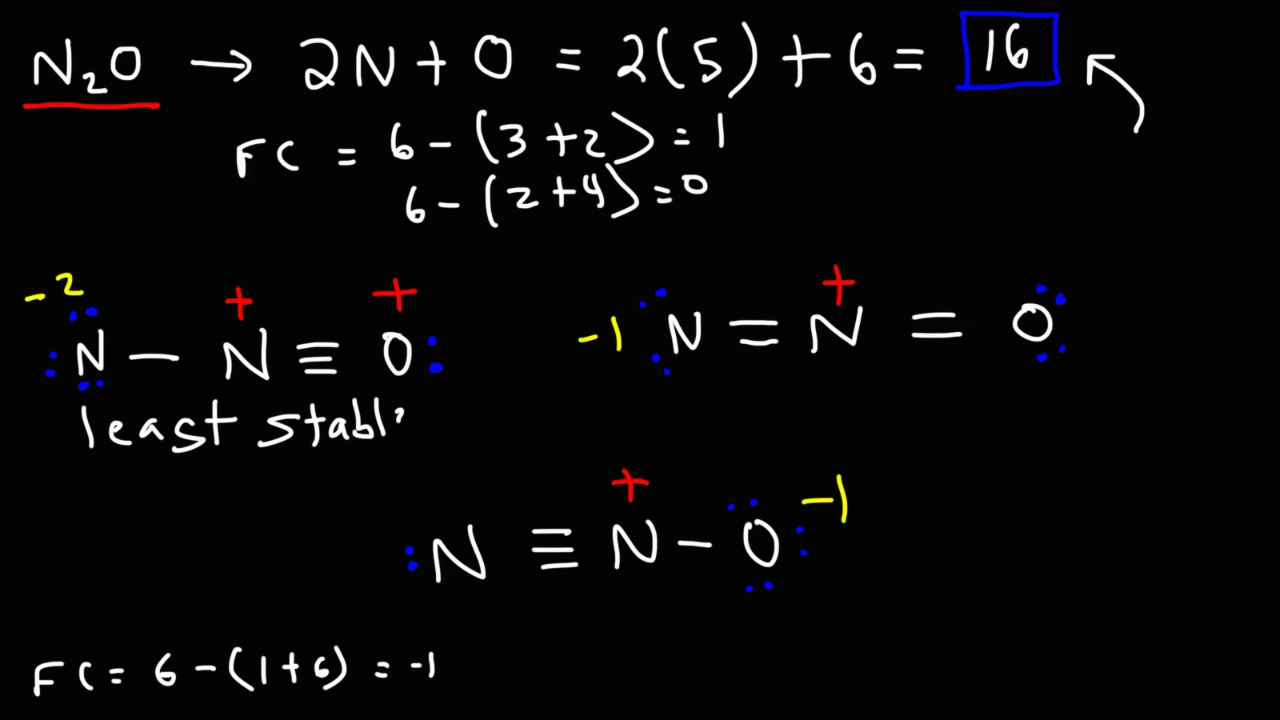 N₂O → 2N + O = 2(5) + 6 = 16
FC = 6 - (3 + 2) = 1
6 - (2 + 4) = 0
-2 + +
:N - N ≡ O:
least stabl
+
-1 N = N = O
+ -1
:N ≡ N - O:
FC = 6 - (1 + 6) = -1